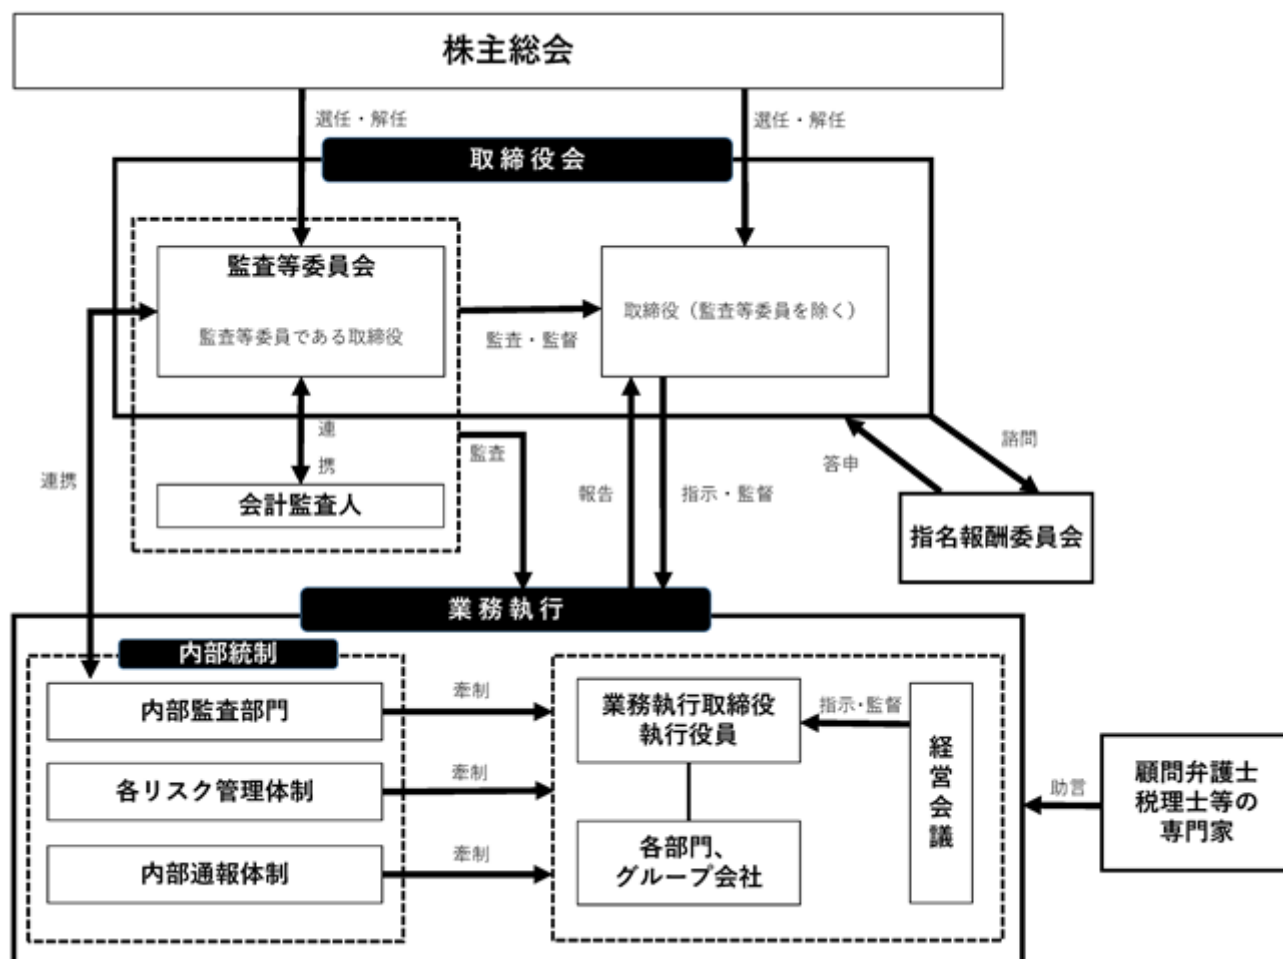 株主総会
選任・解任
選任・解任
取締役会
監査等委員会
監査等委員である取締役
監査・監督
取締役（監査等委員を除く）
連
携
会計監査人
監査
連携
報告
指示・監督
答申
諮問
指名報酬委員会
業務執行
内部統制
内部監査部門
牽制
各リスク管理体制
牽制
内部通報体制
牽制
業務執行取締役
執行役員
指示・監督
各部門、
グループ会社
経営会議
助言
顧問弁護士
税理士等の
専門家